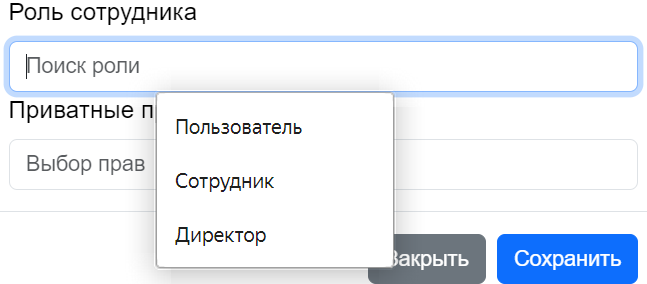 Роль сотрудника
Поиск роли
Приватные п
Пользователь
Выбор прав
Сотрудник
Директор
Закрыть
Сохранить